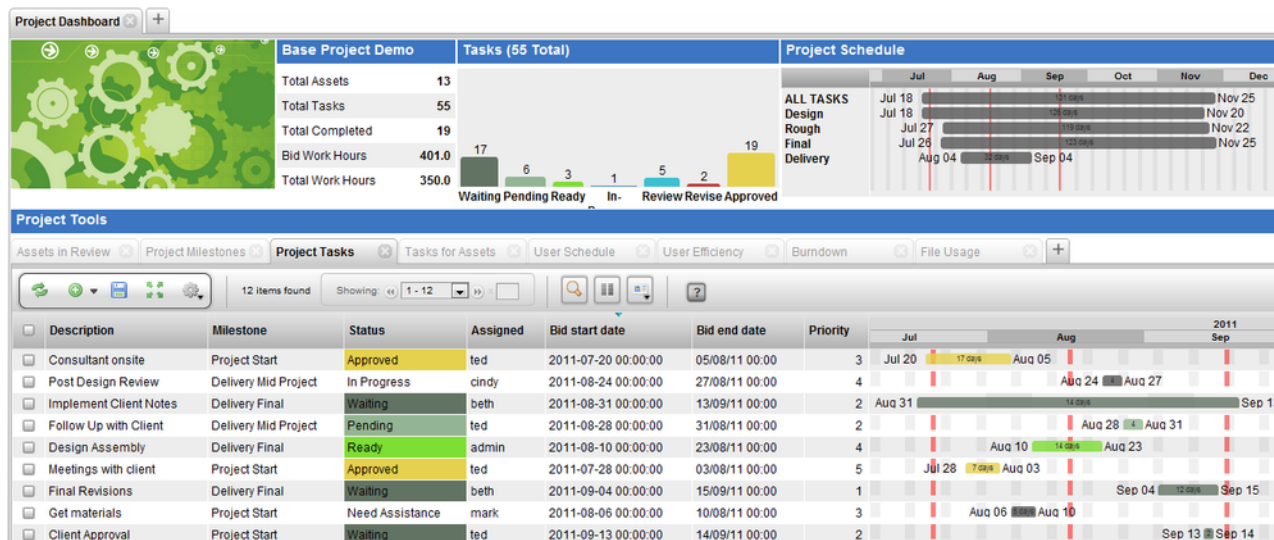 Project Dashboard
Base Project Demo
Tasks (55 Total)
Project Schedule
Total Assets 13
Total Tasks 55
Total Completed 19
Bid Work Hours 401.0
Total Work Hours 350.0
17 6 3 1 5 2 19
Waiting Pending Ready In- Review Revise Approved
Jul Aug Sep Oct Nov Dec
ALL TASKS Jul 18 131 days Nov 25
Design Jul 18 126 days Nov 20
Rough Jul 27 119 days Nov 22
Final Jul 26 123 days Nov 25
Delivery Aug 04 32 days Sep 04
Project Tools
Assets in Review Project Milestones Project Tasks Tasks for Assets User Schedule User Efficiency Burndown File Usage
12 items found Showing: 1 - 12 ?
Description Milestone Status Assigned Bid start date Bid end date Priority 2011
Jul Aug Sep
Consultant onsite Project Start Approved ted 2011-07-20 00:00:00 05/08/11 00:00 3 Jul 20 17 days Aug 05
Post Design Review Delivery Mid Project In Progress cindy 2011-08-24 00:00:00 27/08/11 00:00 4 Aug 24 4 Aug 27
Implement Client Notes Delivery Final Waiting beth 2011-08-31 00:00:00 13/09/11 00:00 2 Aug 31 14 days Sep 1
Follow Up with Client Delivery Mid Project Pending ted 2011-08-28 00:00:00 31/08/11 00:00 2 Aug 28 4 Aug 31
Design Assembly Delivery Final Ready admin 2011-08-10 00:00:00 23/08/11 00:00 4 Aug 10 14 days Aug 23
Meetings with client Project Start Approved ted 2011-07-28 00:00:00 03/08/11 00:00 5 Jul 28 7 days Aug 03
Final Revisions Delivery Final Waiting beth 2011-09-04 00:00:00 15/09/11 00:00 1 Sep 04 12 days Sep 15
Get materials Project Start Need Assistance mark 2011-08-06 00:00:00 10/08/11 00:00 3 Aug 06 5 days Aug 10
Client Approval Project Start Waiting ted 2011-09-13 00:00:00 14/09/11 00:00 2 Sep 13 2 Sep 14